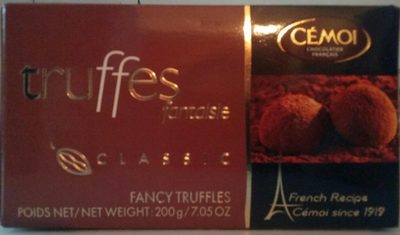 truffes
fantaisie
CLASSIC
FANCY TRUFFLES
POIDS NET/NET WEIGHT: 200g/7.05 OZ
CÉMOI
CHOCOLATIER
FRANÇAIS
French Recipe
Cémoi since 1919